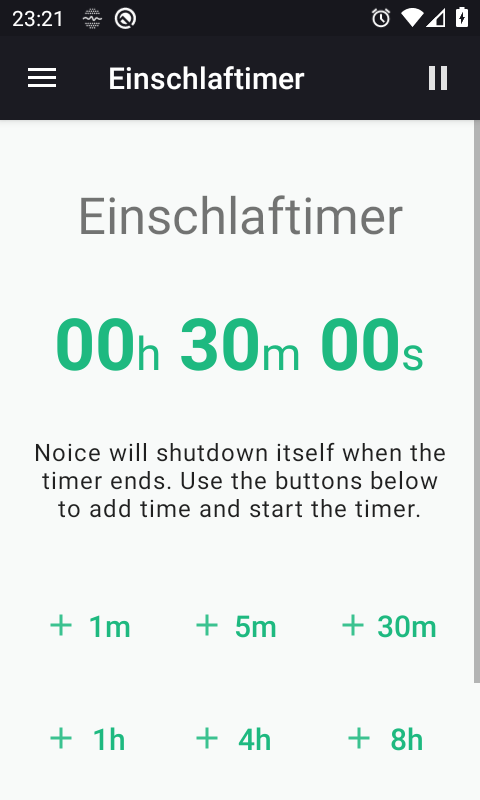 23:21
Einschlaftimer
Einschlaftimer
00h 30m 00s
Noice will shutdown itself when the
timer ends. Use the buttons below
to add time and start the timer.
+ 1m + 5m + 30m
+ 1h + 4h + 8h